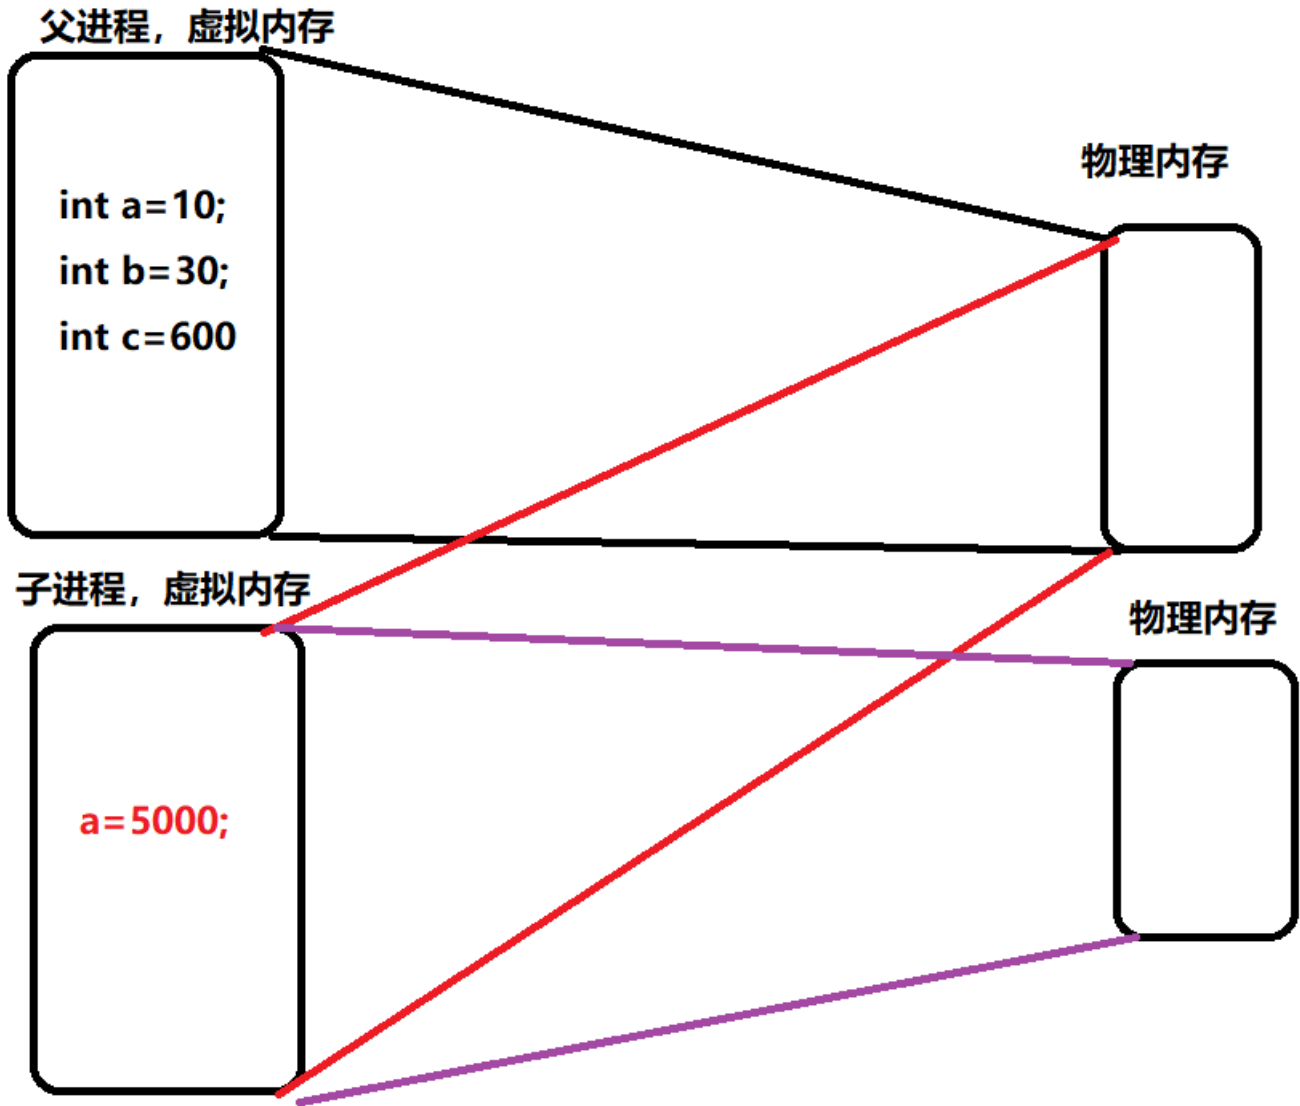 父进程，虚拟内存
物理内存
int a=10;
int b=30;
int c=600
子进程，虚拟内存
物理内存
a=5000;